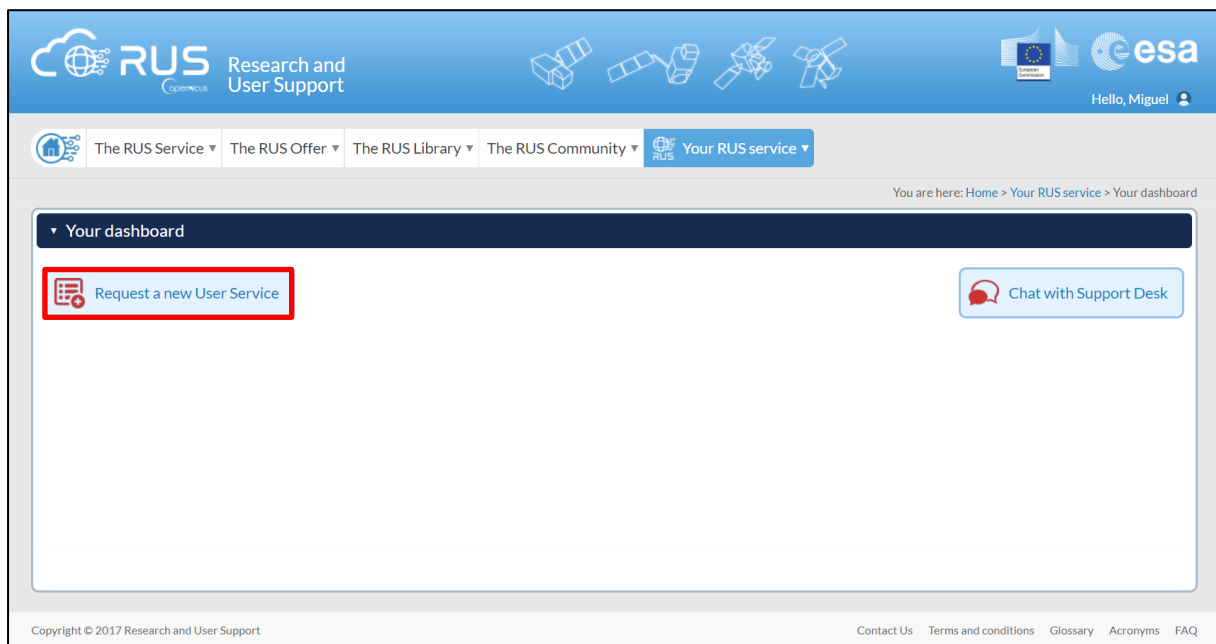 RUS
Copernicus
Research and
User Support
European
Commission
esa
Hello, Miguel
The RUS Service ▾ The RUS Offer ▾ The RUS Library ▾ The RUS Community ▾ RUS Your RUS service ▾
You are here: Home > Your RUS service > Your dashboard
▾ Your dashboard
Request a new User Service
Chat with Support Desk
Copyright © 2017 Research and User Support
Contact Us Terms and conditions Glossary Acronyms FAQ